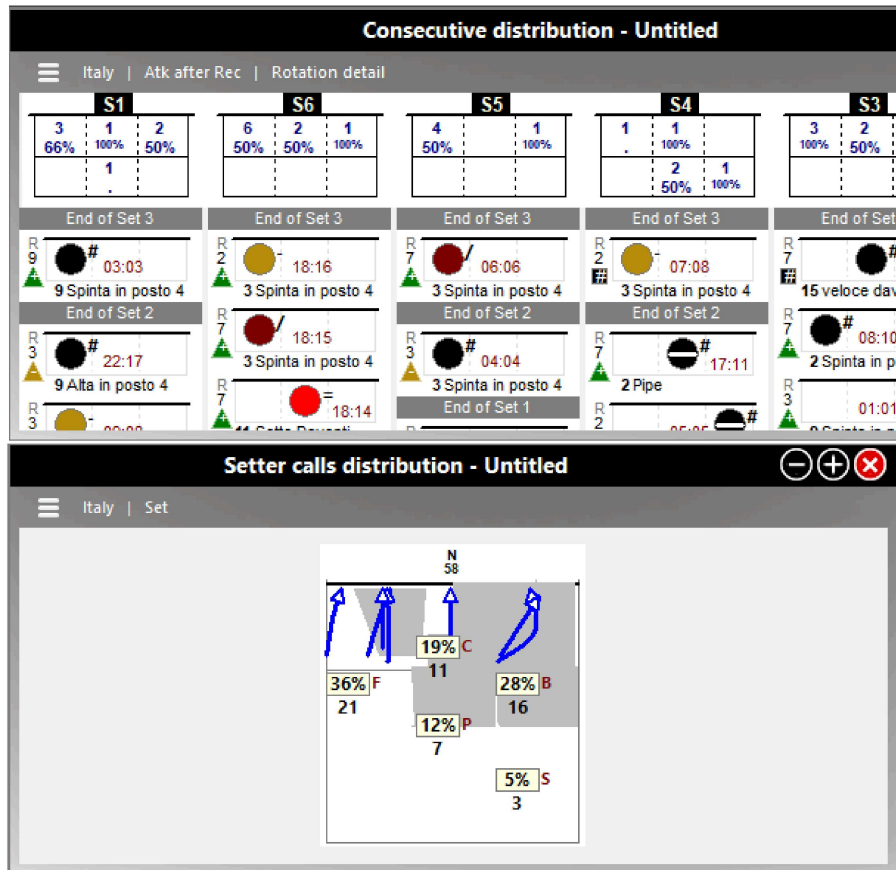 Consecutive distribution - Untitled
Italy | Atk after Rec | Rotation detail
S1 S6 S5 S4 S3
3 1 2 6 2 1 4 1 1 1 3 2
66% 100% 50% 50% 50% 100% 50% 100% . 100% 100% 50%
1 2 1
. 50% 100%
End of Set 3 End of Set 3 End of Set 3 End of Set 3 End of Set
R R R R R
9 # 03:03 2 - 18:16 7 / 06:06 2 - 07:08 7 #
+ + + # #
9 Spinta in posto 4 3 Spinta in posto 4 3 Spinta in posto 4 3 Spinta in posto 4 15 veloce dav
End of Set 2 End of Set 2 End of Set 2
R R R R R
3 # 22:17 7 / 18:15 3 # 04:04 7 # 17:11 7 # 08:10
- + - + +
9 Alta in posto 4 3 Spinta in posto 4 3 Spinta in posto 4 2 Pipe 2 Spinta in p
End of Set 1
R R R R
3 - 7 = 18:14 2 # 3 01:01
Setter calls distribution - Untitled
Italy | Set
N
58
19% C
11
36% F 28% B
21 16
12% P
7
5% S
3